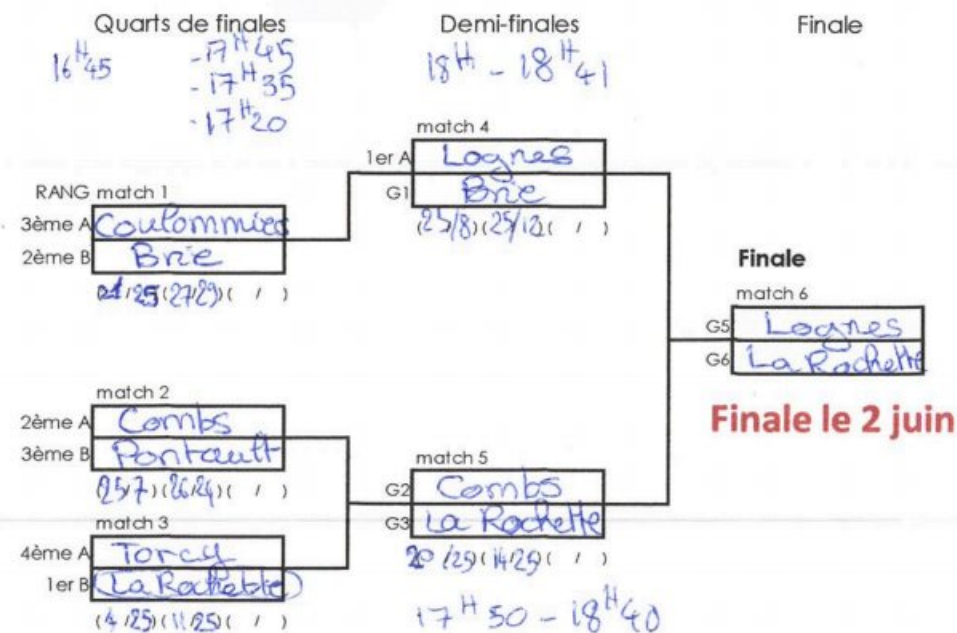 Quarts de finales
Demi-finales
Finale
16H45
-17H45
-17H35
-17H20
18H - 18H41
RANG match 1
3ème A Coulommiers
2ème B Brie
/25)(27/29)( / )
match 2
2ème A Combs
3ème B Pontault
(25/7)(26/24)( / )
match 3
4ème A Torcy
1er B (La Rochette)
(4/25)(11/25)( / )
match 4
1er A Lognes
G1 Brie
(25/8)(25/12)( / )
match 5
G2 Combs
G3 La Rochette
20/25)(14/25)( / )
17H50 - 18H40
Finale
match 6
G5 Lognes
G6 La Rochette
Finale le 2 juin